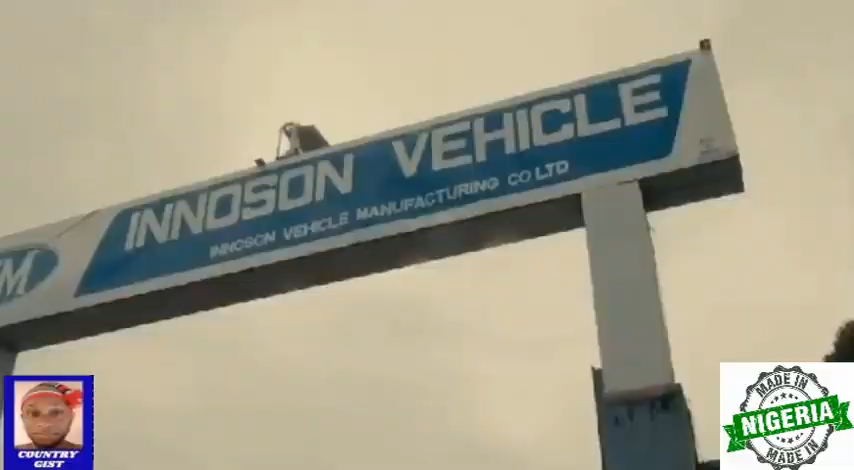 INNOSON VEHICLE
INNOSON VEHICLE MANUFACTURING CO LTD
COUNTRY
GIST
MADE IN
NIGERIA
MADE IN